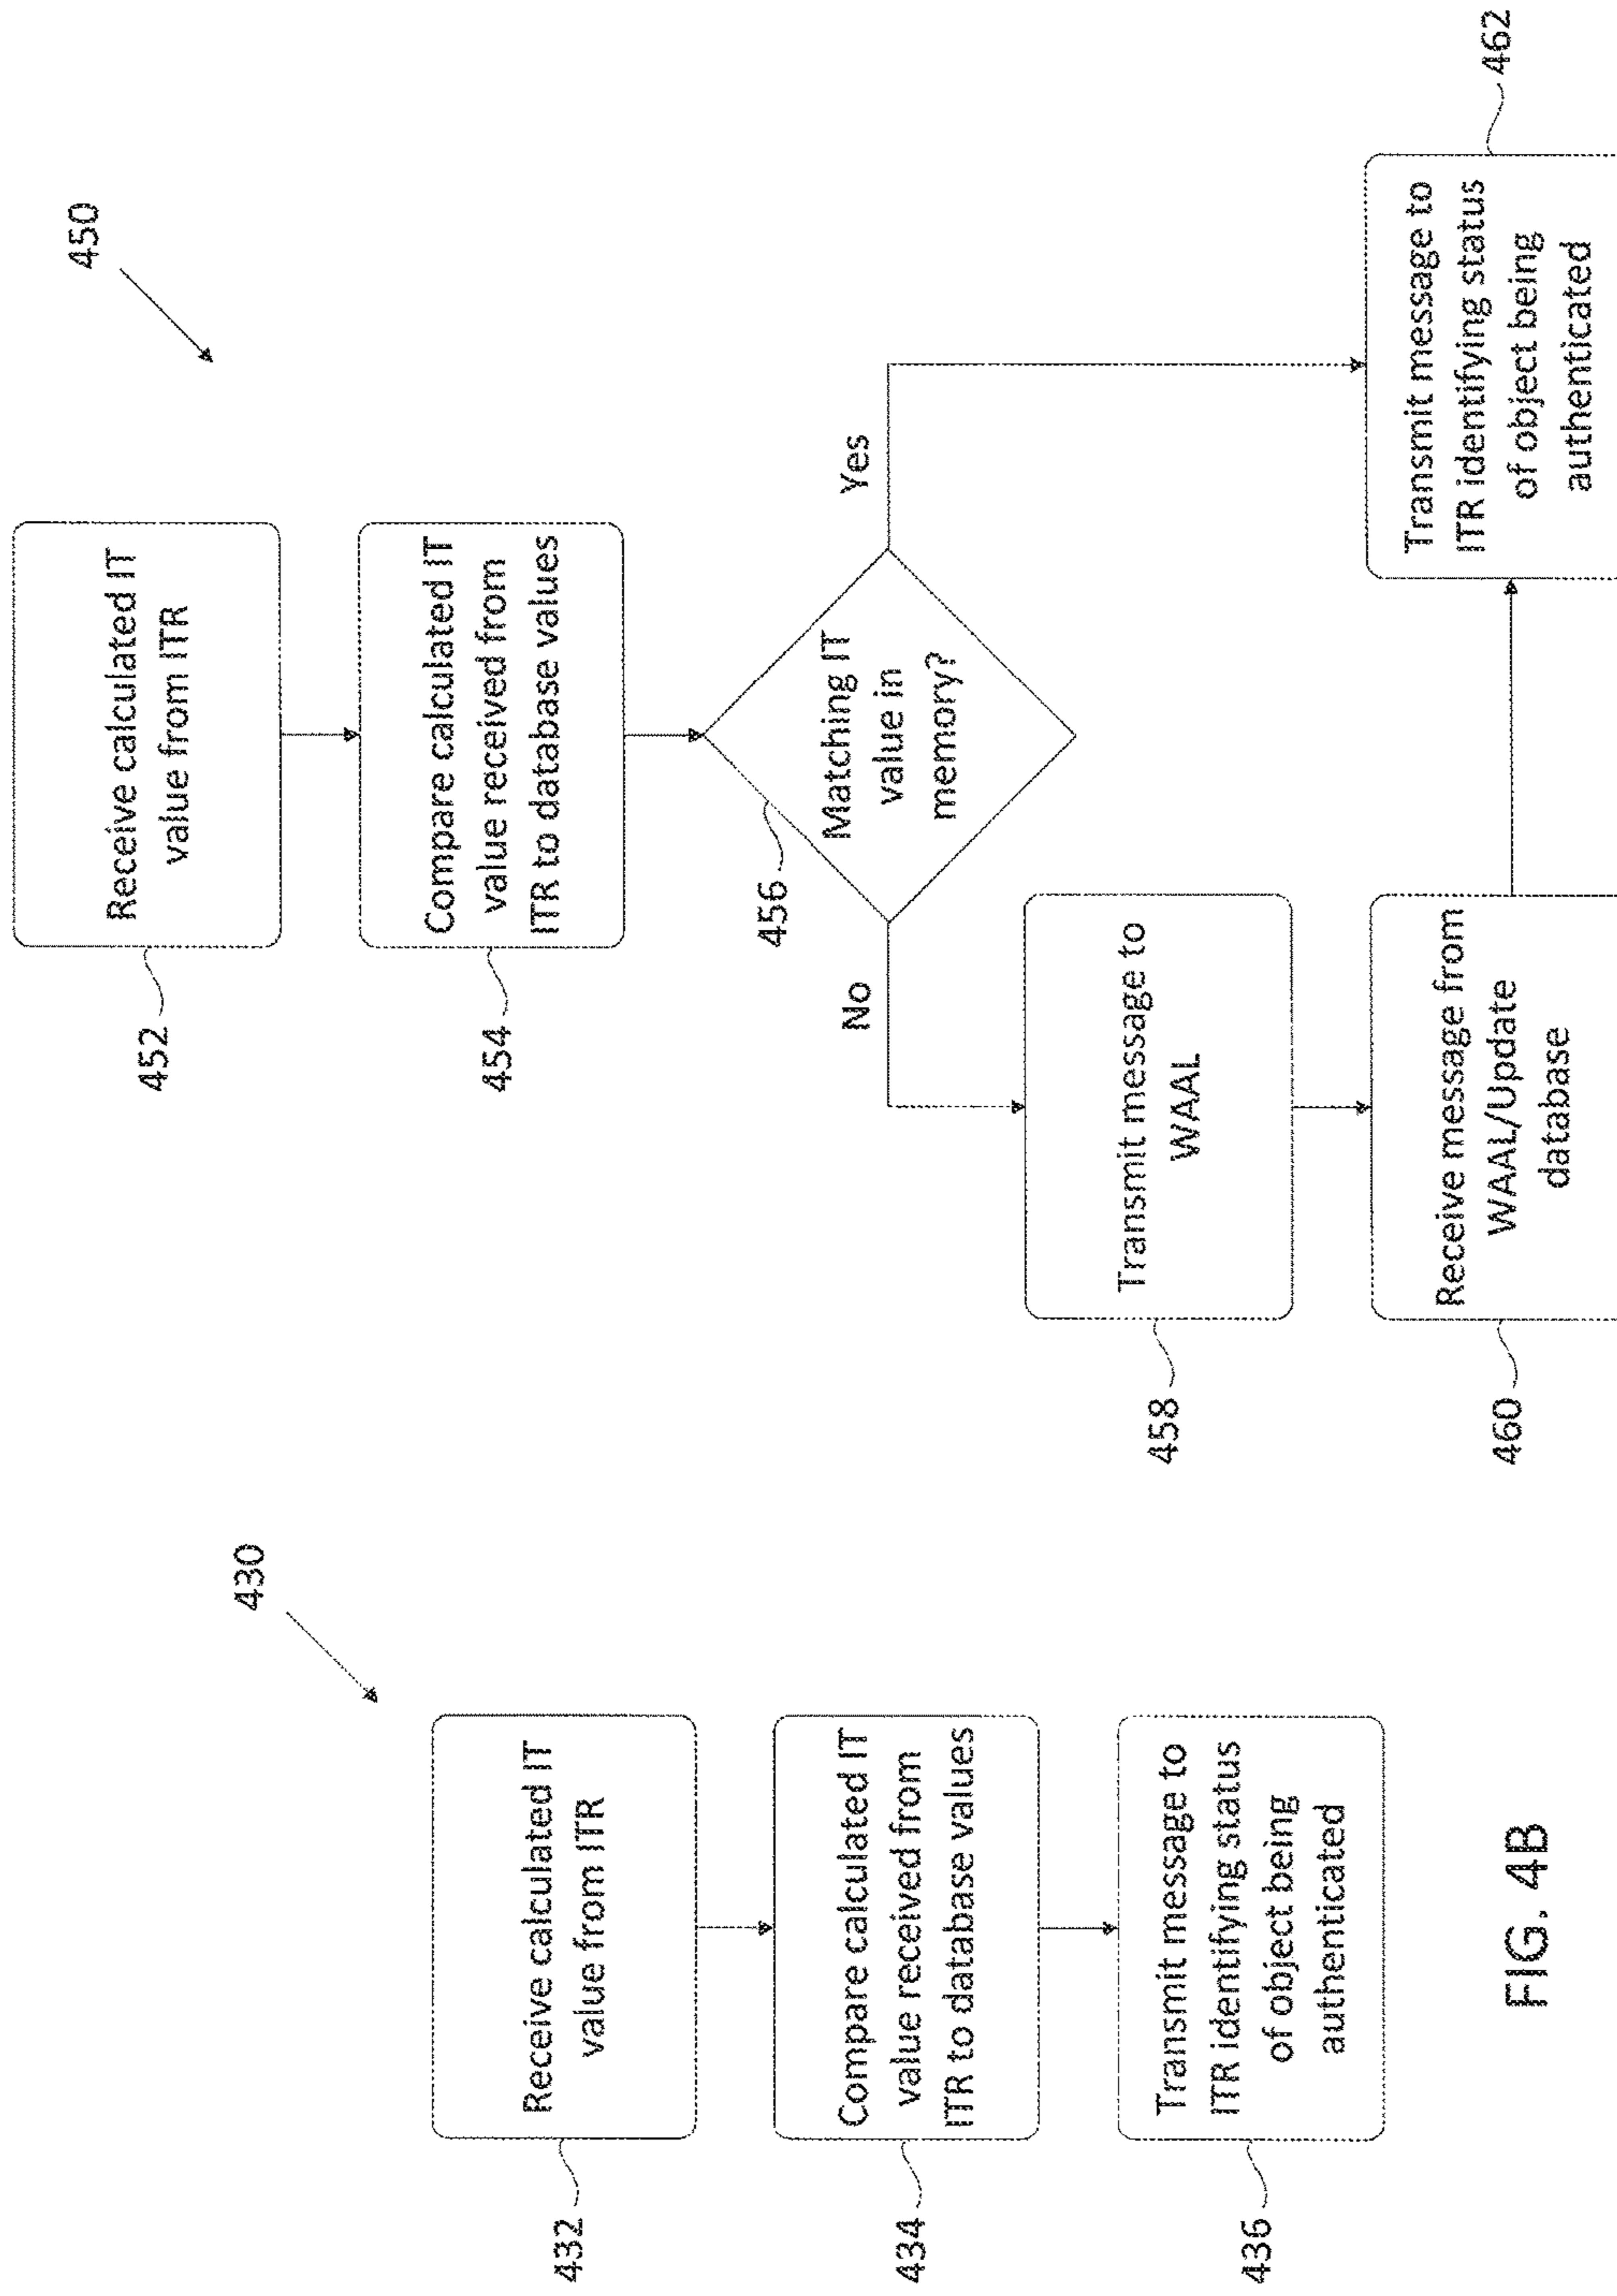 430
432
Receive calculated IT
value from ITR
434
Compare calculated IT
value received from
ITR to database values
436
Transmit message to
ITR identifying status
of object being
authenticated
FIG. 4B
450
452
Receive calculated IT
value from ITR
454
Compare calculated IT
value received from
ITR to database values
456
Matching IT
value in
memory?
No
Yes
458
Transmit message to
WAAL
460
Receive message from
WAAL/Update
database
462
Transmit message to
ITR identifying status
of object being
authenticated